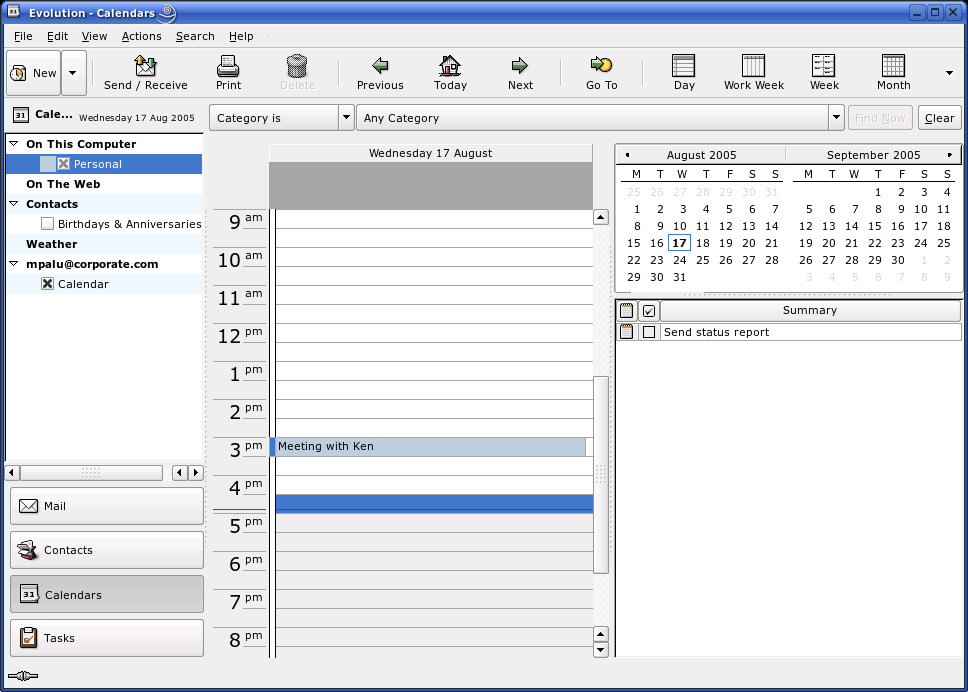 Evolution - Calendars
File Edit View Actions Search Help
New Send / Receive Print Delete Previous Today Next Go To Day Work Week Week Month
31 Cale... Wednesday 17 Aug 2005 Category is Any Category Find Now Clear
On This Computer
Personal
On The Web
Contacts
Birthdays & Anniversaries
Weather
mpalu@corporate.com
Calendar
Mail
Contacts
31 Calendars
Tasks
Wednesday 17 August
9 am
10 am
11 am
12 pm
1 pm
2 pm
3 pm Meeting with Ken
4 pm
5 pm
6 pm
7 pm
8 pm
August 2005
M T W T F S S
25 26 27 28 29 30 31
1 2 3 4 5 6 7
8 9 10 11 12 13 14
15 16 17 18 19 20 21
22 23 24 25 26 27 28
29 30 31
September 2005
M T W T F S S
1 2 3 4
5 6 7 8 9 10 11
12 13 14 15 16 17 18
19 20 21 22 23 24 25
26 27 28 29 30 1 2
3 4 5 6 7 8 9
Summary
Send status report